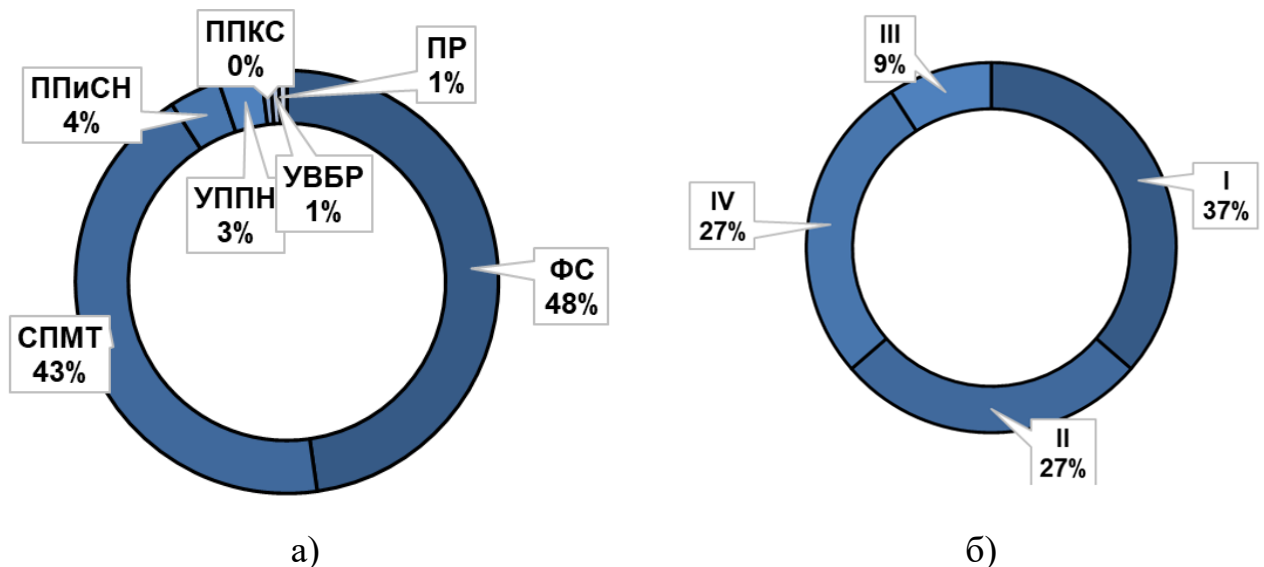 ППКС
0%
ПР
1%
ППиСН
4%
УППН
3%
УВБР
1%
ФС
48%
СПМТ
43%
а)
III
9%
I
37%
IV
27%
II
27%
б)